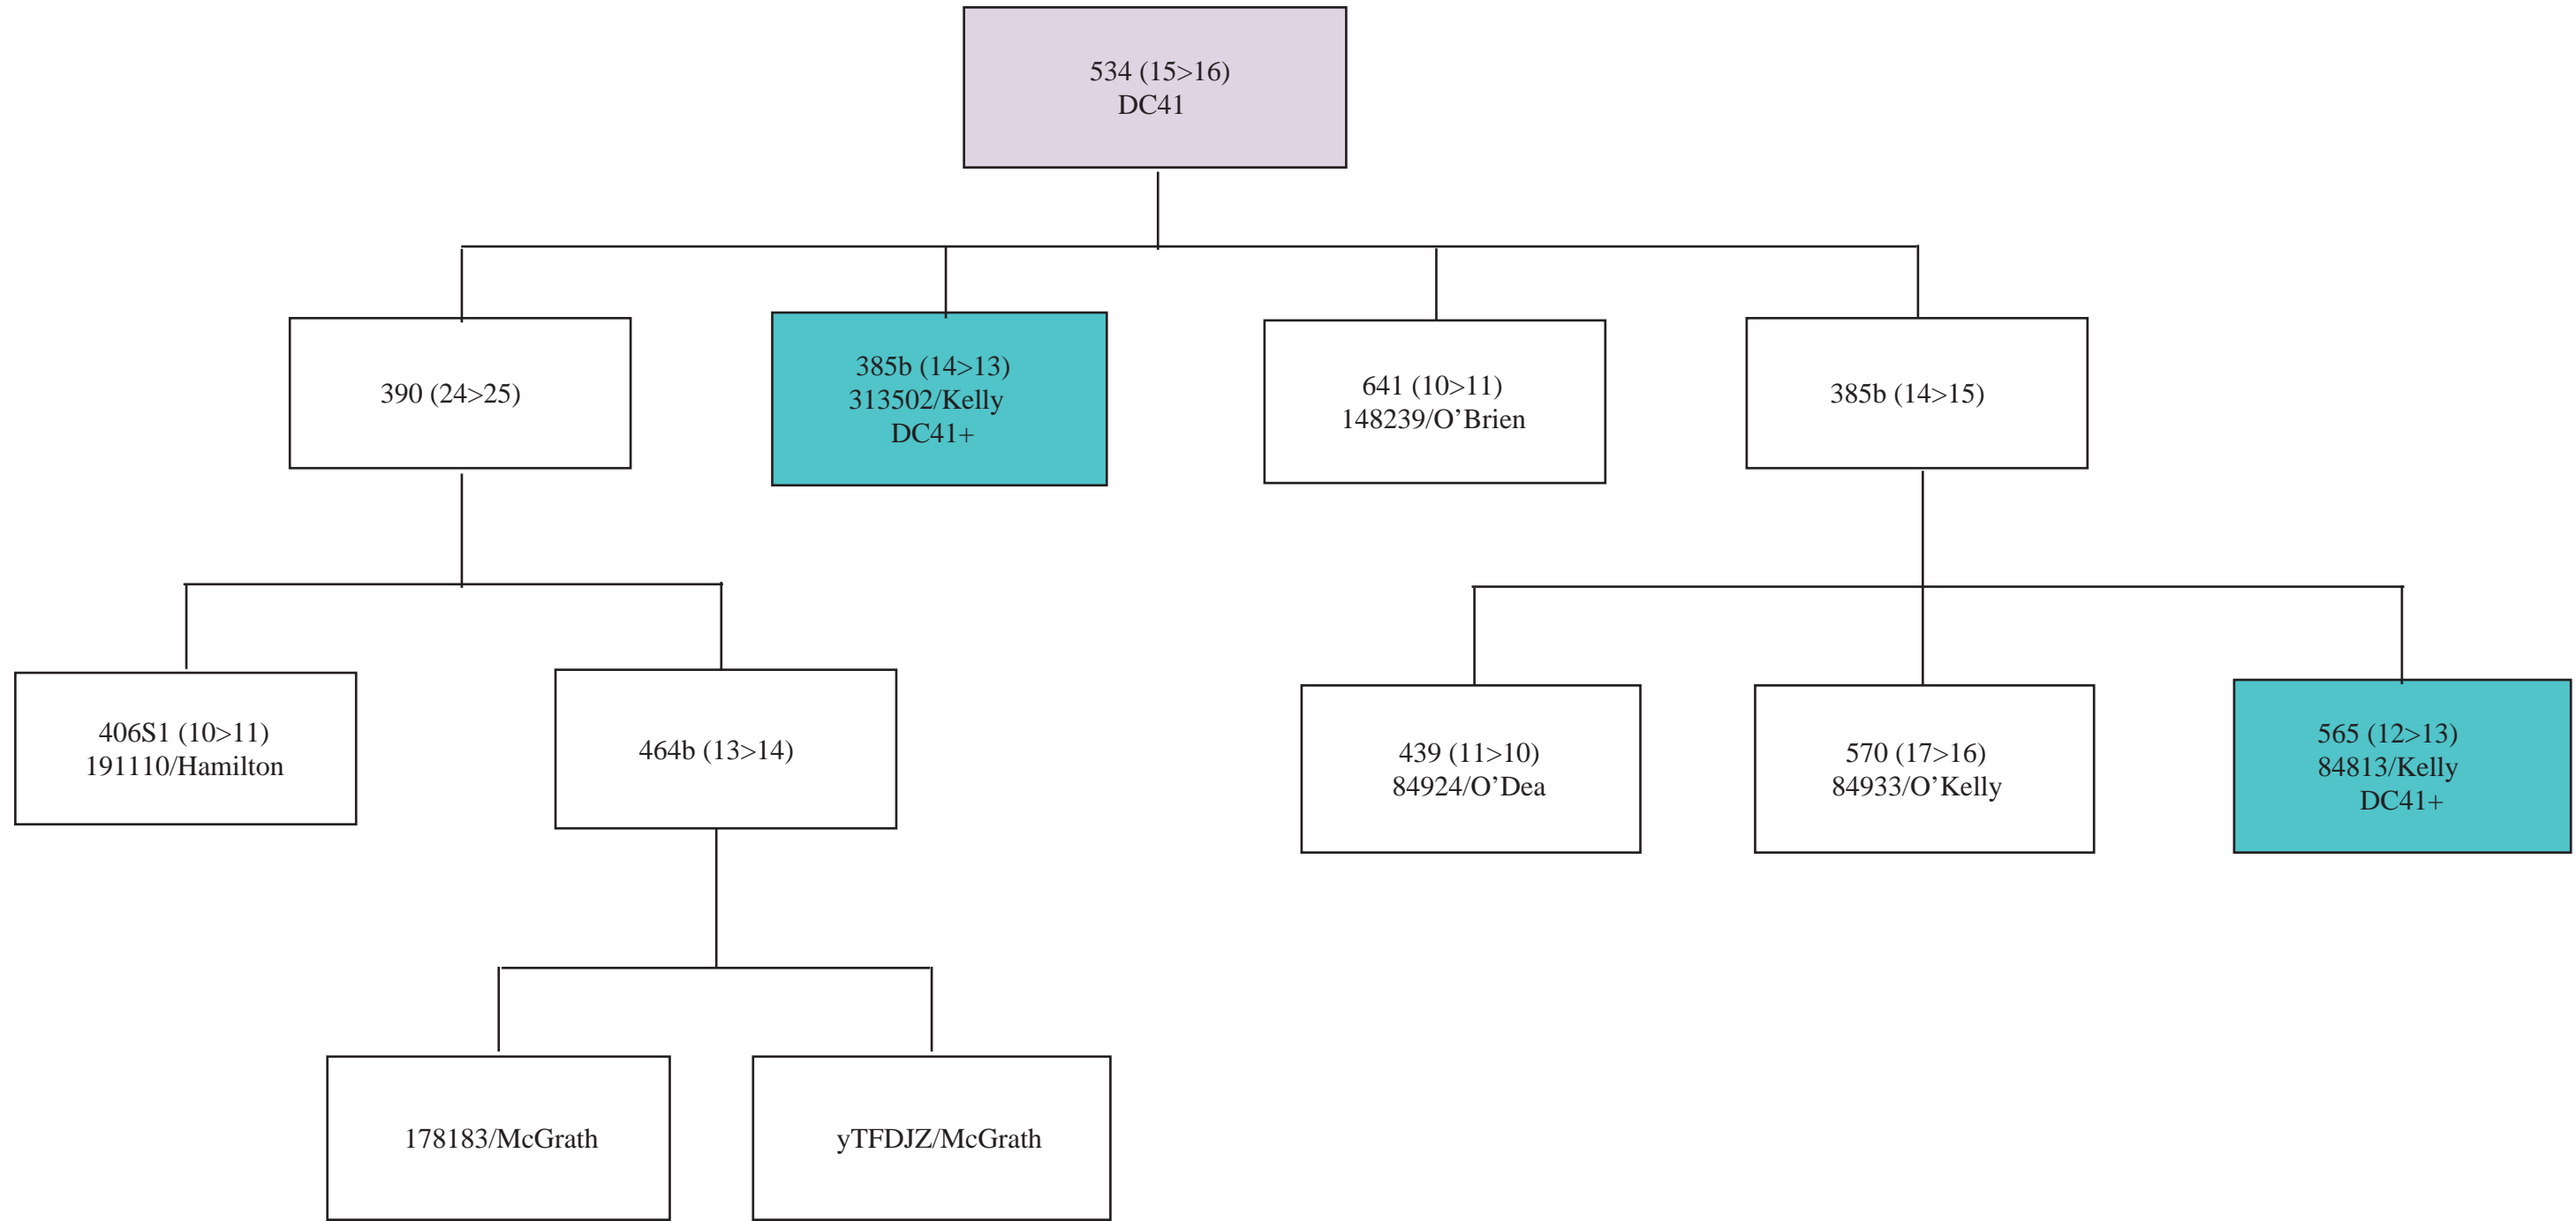 534 (15>16)
DC41
390 (24>25)
385b (14>13)
313502/Kelly
DC41+
641 (10>11)
148239/O’Brien
385b (14>15)
406S1 (10>11)
191110/Hamilton
464b (13>14)
439 (11>10)
84924/O’Dea
570 (17>16)
84933/O’Kelly
565 (12>13)
84813/Kelly
DC41+
178183/McGrath
yTFDJZ/McGrath